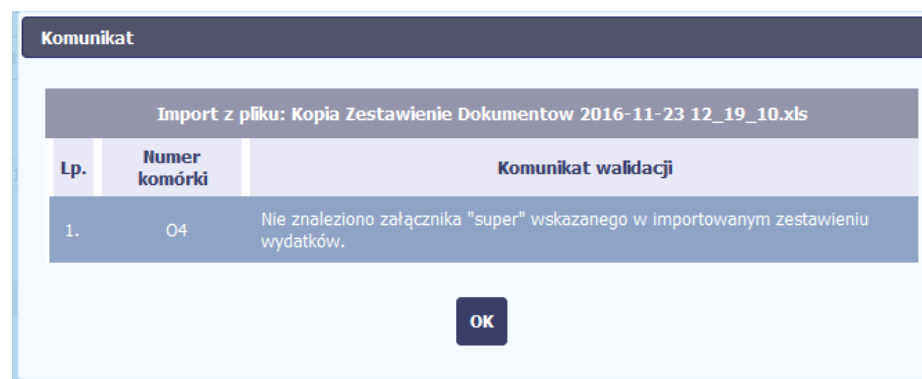 Komunikat
Import z pliku: Kopia Zestawienie Dokumentow 2016-11-23 12_19_10.xls
Lp.
Numer
komórki
Komunikat walidacji
1.
O4
Nie znaleziono załącznika "super" wskazanego w importowanym zestawieniu
wydatków.
OK